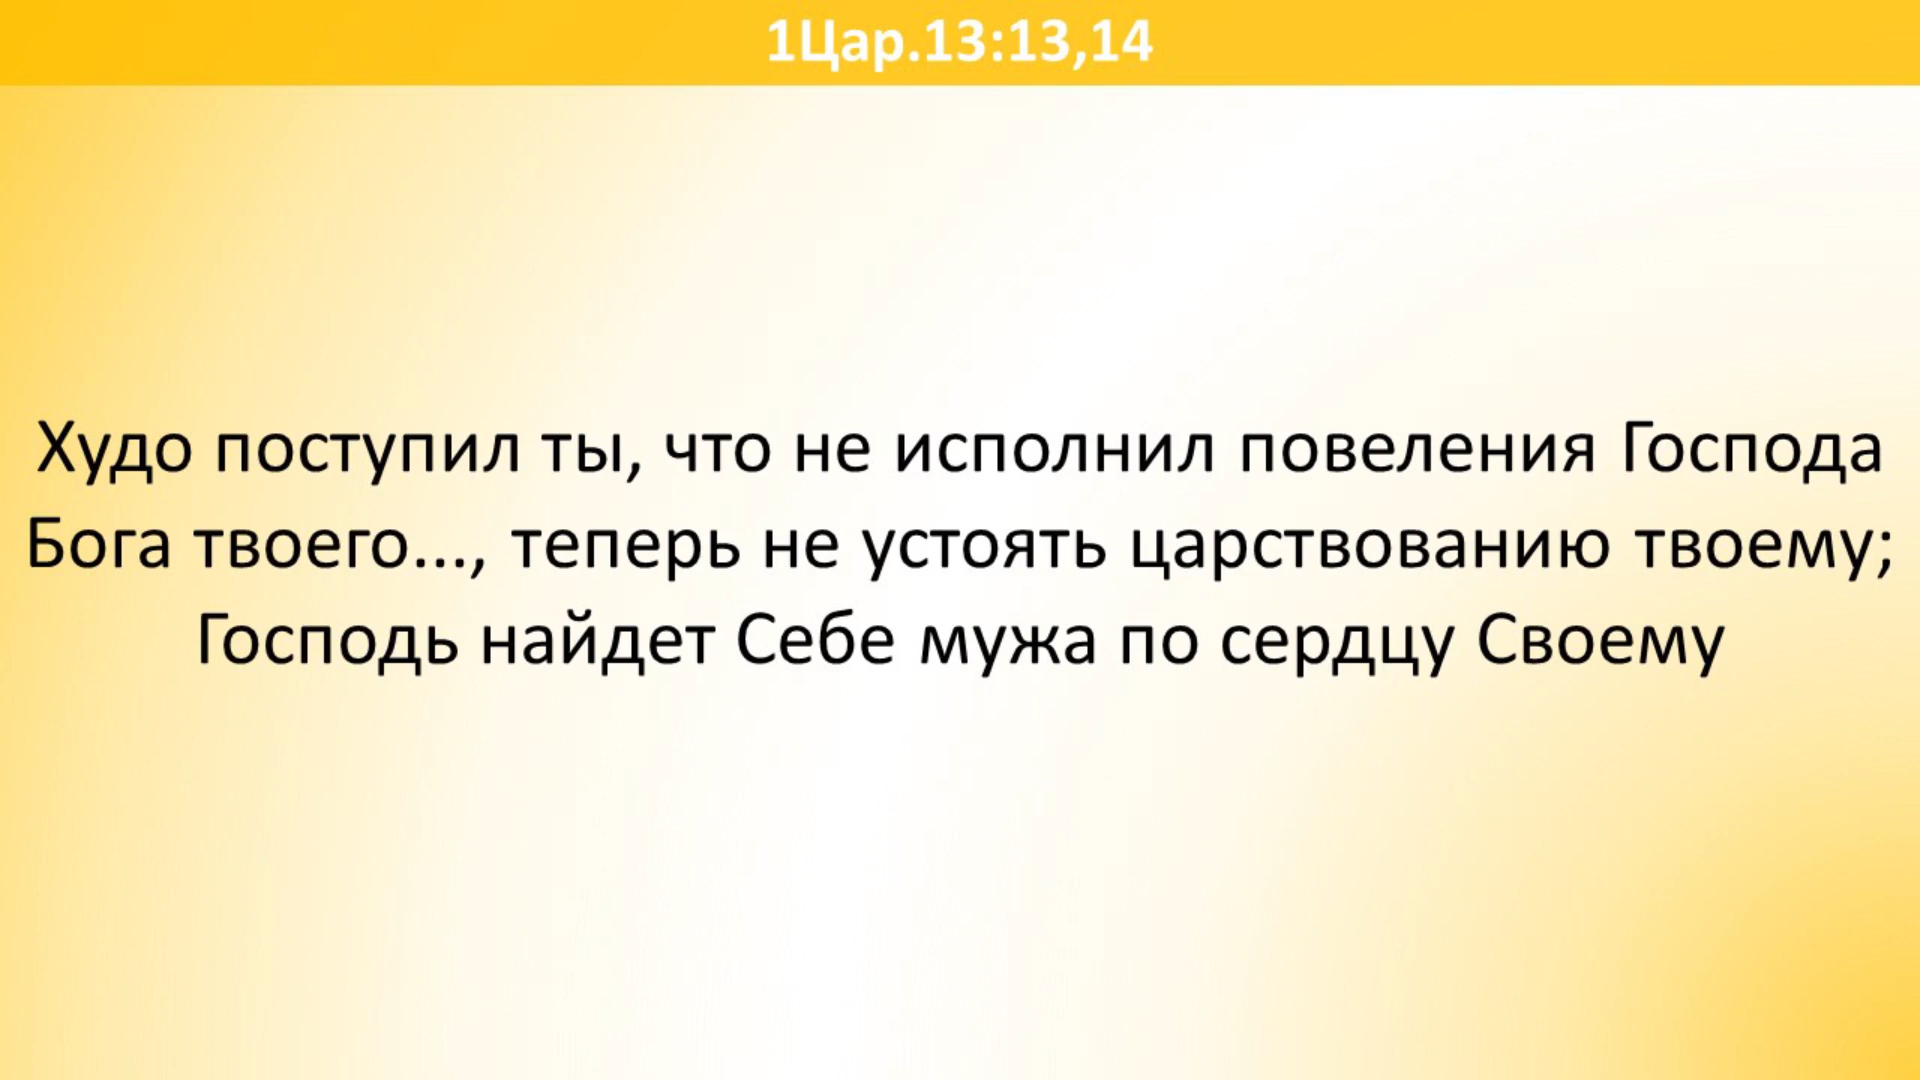 1Цар.13:13,14
Худо поступил ты, что не исполнил повеления Господа
Бога твоего..., теперь не устоять царствованию твоему;
Господь найдет Себе мужа по сердцу Своему